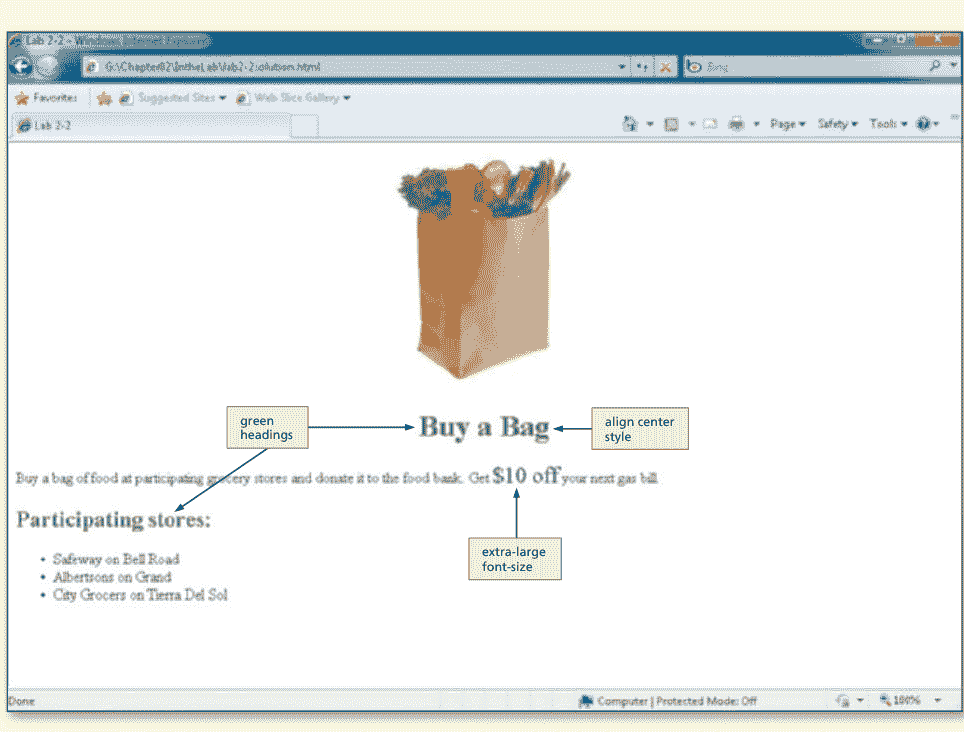 Lab 2-2 - Windows Internet Explorer
G:\Chapter02\IntheLab\lab2-2solution.html
Bing
Favorites Suggested Sites Web Slice Gallery
Lab 2-2 Page Safety Tools
green
headings
Buy a Bag
align center
style
Buy a bag of food at participating grocery stores and donate it to the food bank. Get $10 off your next gas bill.
Participating stores:
extra-large
font-size
• Safeway on Bell Road
• Albertsons on Grand
• City Grocers on Tierra Del Sol
Done Computer | Protected Mode: Off 100%